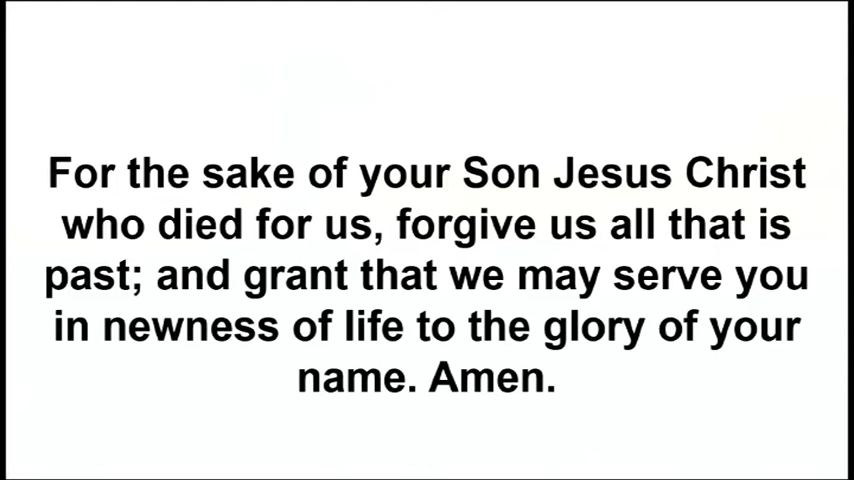 For the sake of your Son Jesus Christ
who died for us, forgive us all that is
past; and grant that we may serve you
in newness of life to the glory of your
name. Amen.